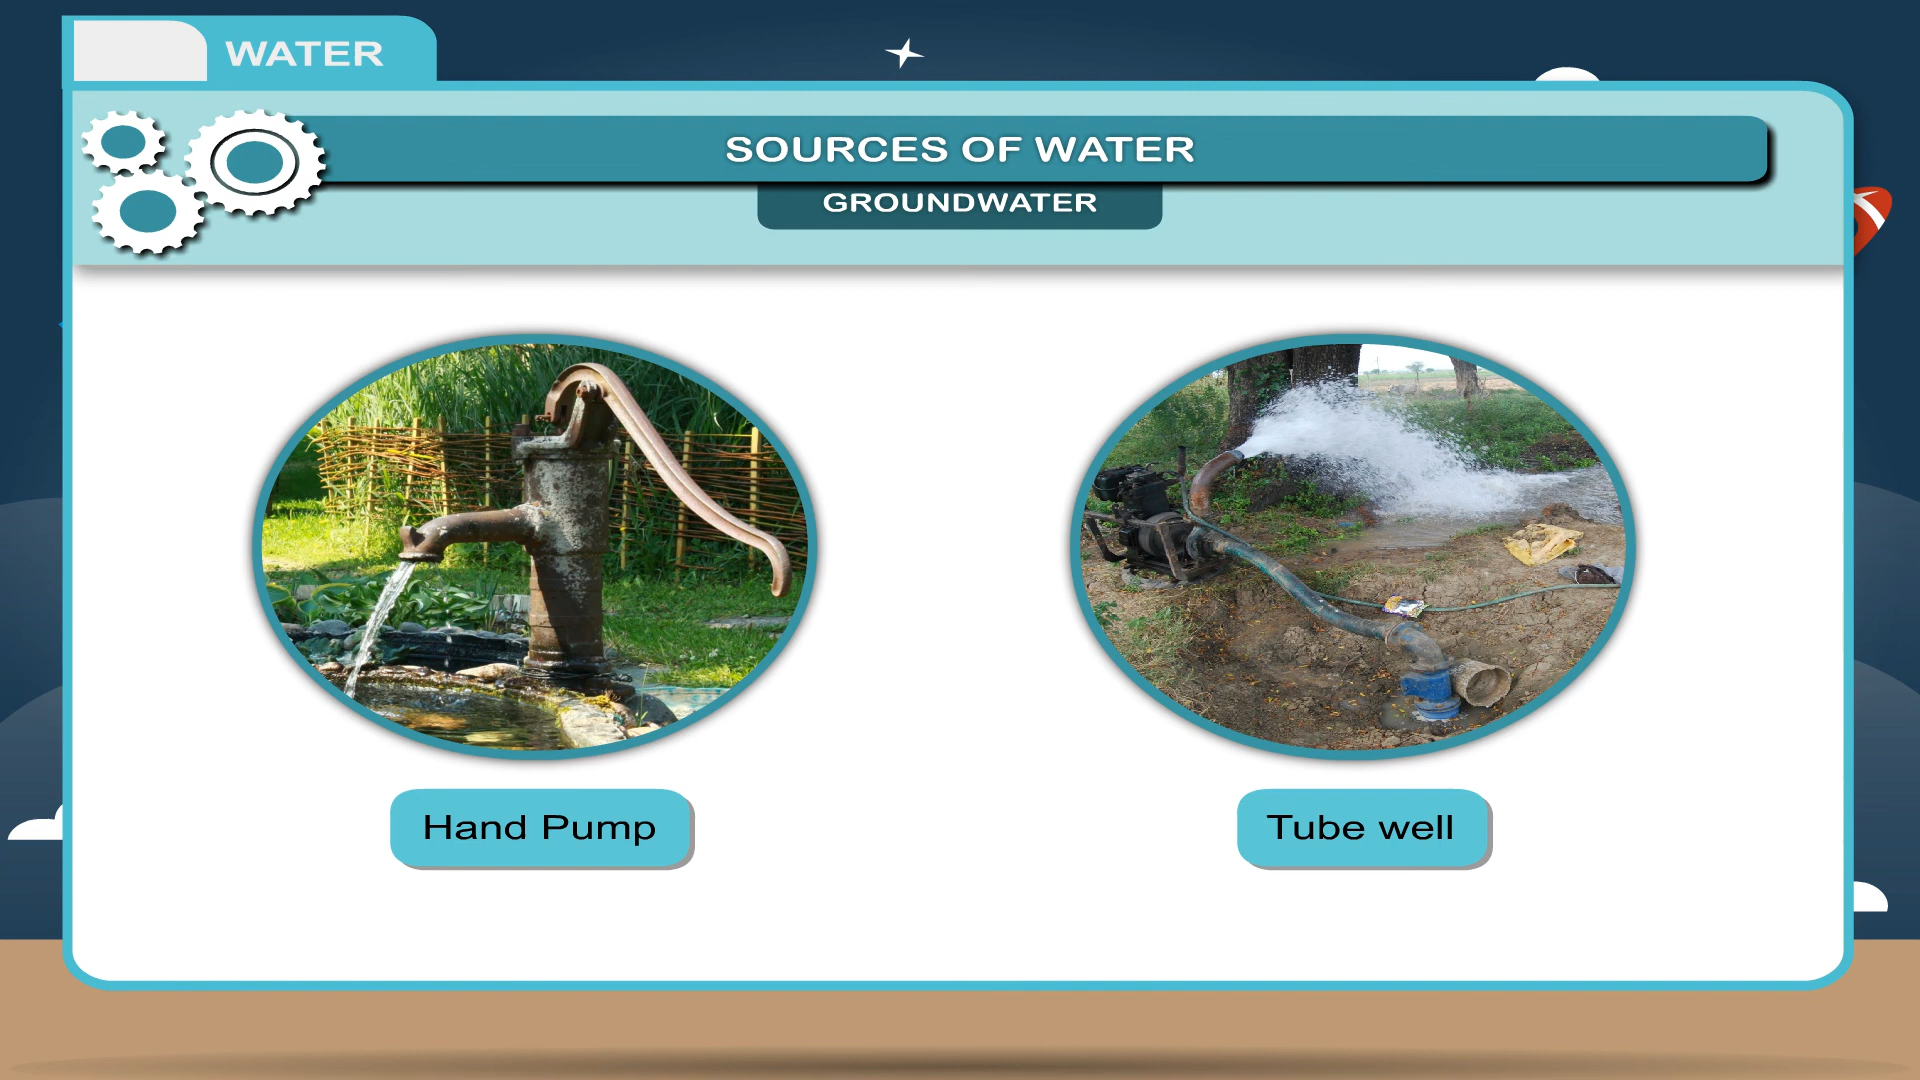 WATER
SOURCES OF WATER
GROUNDWATER
Hand Pump
Tube well